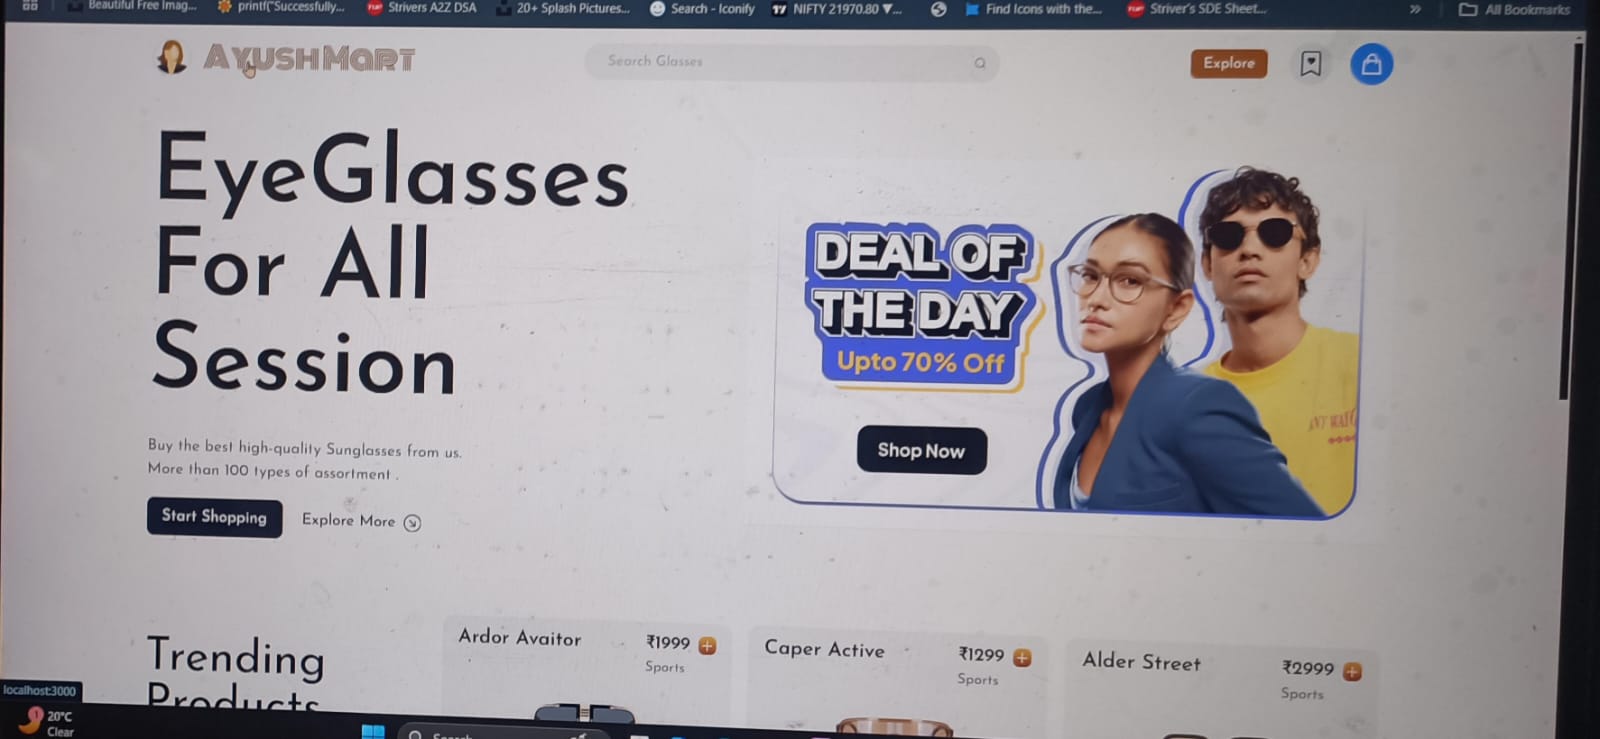 Beautiful Free Imag...
printf("Successfully...
Strivers A2Z DSA
20+ Splash Pictures...
Search - Iconify
NIFTY 21970.80 ▼...
Find Icons with the...
Striver's SDE Sheet...
»
All Bookmarks
AyushMart
Search Glasses
Explore
EyeGlasses
For All
Session
DEAL OF
THE DAY
Upto 70% Off
Shop Now
Buy the best high-quality Sunglasses from us.
More than 100 types of assortment .
Start Shopping
Explore More
Trending
Products
Ardor Avaitor
₹1999
Sports
Caper Active
₹1299
Sports
Alder Street
₹2999
Sports
localhost:3000
1
20°C
Clear
Search